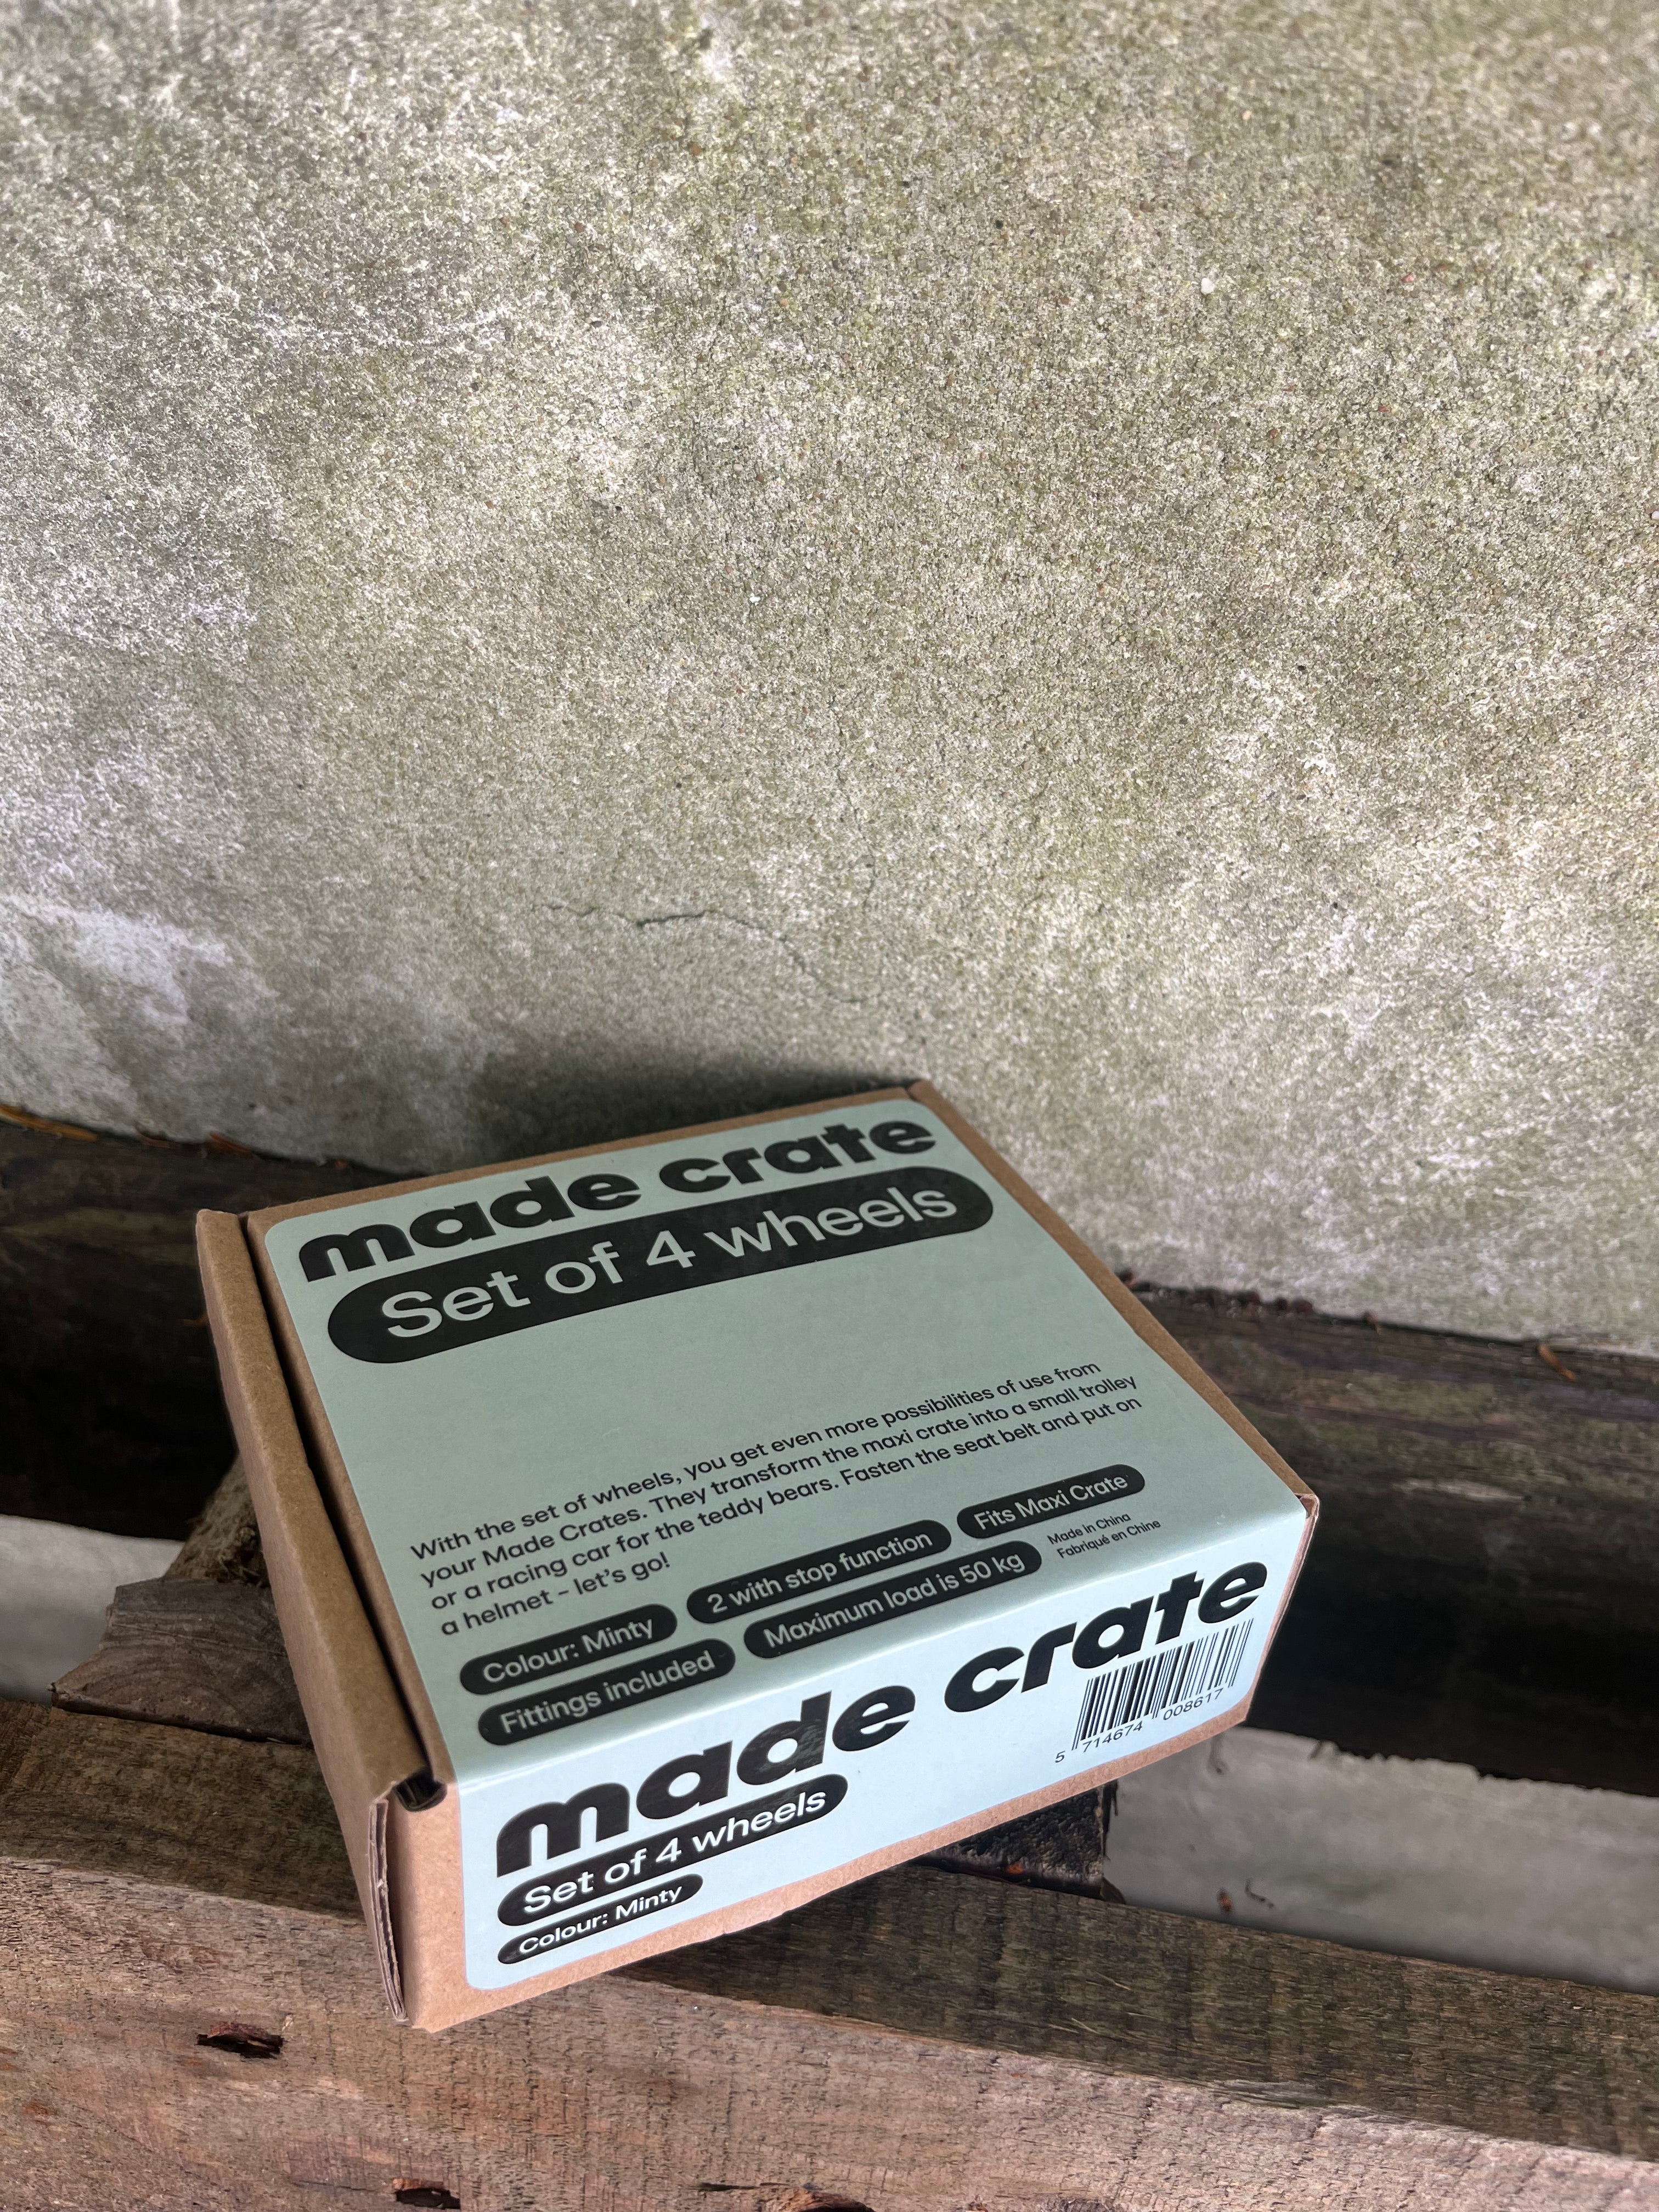 made crate
Set of 4 wheels
With the set of wheels, you get even more possibilities of use from
your Made Crates. They transform the maxi crate into a small trolley
or a racing car for the teddy bears. Fasten the seat belt and put on
a helmet - let's go!
Colour: Minty
2 with stop function
Fits Maxi Crate
Fittings included
Maximum load is 50 kg
Made in China
Fabriqué en Chine
made crate
Set of 4 wheels
Colour: Minty
5 714674 008617